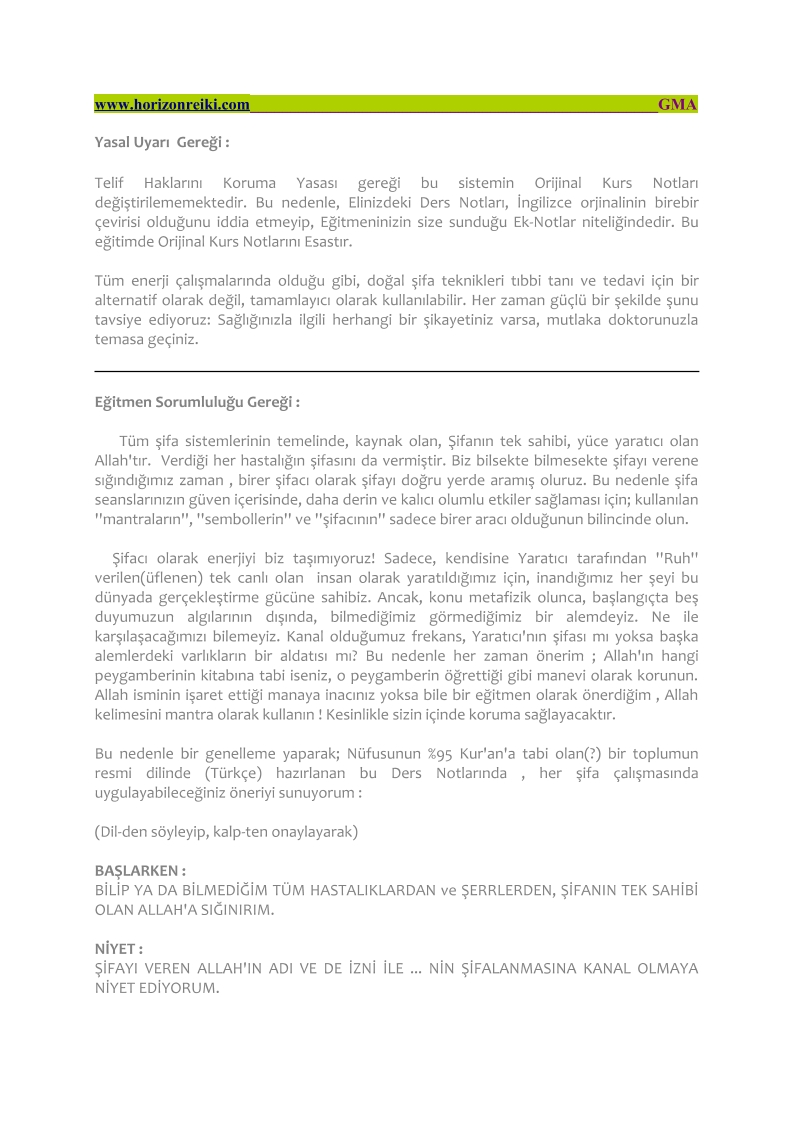 www.horizonreiki.com GMA
Yasal Uyarı Gereği :
Telif Haklarını Koruma Yasası gereği bu sistemin Orijinal Kurs Notları
değiştirilememektedir. Bu nedenle, Elinizdeki Ders Notları, İngilizce orjinalinin birebir
çevirisi olduğunu iddia etmeyip, Eğitmeninizin size sunduğu Ek-Notlar niteliğindedir. Bu
eğitimde Orijinal Kurs Notlarını Esastır.
Tüm enerji çalışmalarında olduğu gibi, doğal şifa teknikleri tıbbi tanı ve tedavi için bir
alternatif olarak değil, tamamlayıcı olarak kullanılabilir. Her zaman güçlü bir şekilde şunu
tavsiye ediyoruz: Sağlığınızla ilgili herhangi bir şikayetiniz varsa, mutlaka doktorunuzla
temasa geçiniz.
Eğitmen Sorumluluğu Gereği :
Tüm şifa sistemlerinin temelinde, kaynak olan, Şifanın tek sahibi, yüce yaratıcı olan
Allah'tır. Verdiği her hastalığın şifasını da vermiştir. Biz bilsekte bilmesekte şifayı verene
sığındığımız zaman , birer şifacı olarak şifayı doğru yerde aramış oluruz. Bu nedenle şifa
seanslarınızın güven içerisinde, daha derin ve kalıcı olumlu etkiler sağlaması için; kullanılan
"mantraların", "sembollerin" ve "şifacının" sadece birer aracı olduğunun bilincinde olun.
Şifacı olarak enerjiyi biz taşımıyoruz! Sadece, kendisine Yaratıcı tarafından "Ruh"
verilen(üflenen) tek canlı olan insan olarak yaratıldığımız için, inandığımız her şeyi bu
dünyada gerçekleştirme gücüne sahibiz. Ancak, konu metafizik olunca, başlangıçta beş
duyumuzun algılarının dışında, bilmediğimiz görmediğimiz bir alemdeyiz. Ne ile
karşılaşacağımızı bilemeyiz. Kanal olduğumuz frekans, Yaratıcı'nın şifası mı yoksa başka
alemlerdeki varlıkların bir aldatısı mı? Bu nedenle her zaman önerim ; Allah'ın hangi
peygamberinin kitabına tabi iseniz, o peygamberin öğrettiği gibi manevi olarak korunun.
Allah isminin işaret ettiği manaya inacınız yoksa bile bir eğitmen olarak önerdiğim , Allah
kelimesini mantra olarak kullanın ! Kesinlikle sizin içinde koruma sağlayacaktır.
Bu nedenle bir genelleme yaparak; Nüfusunun %95 Kur'an'a tabi olan(?) bir toplumun
resmi dilinde (Türkçe) hazırlanan bu Ders Notlarında , her şifa çalışmasında
uygulayabileceğiniz öneriyi sunuyorum :
(Dil-den söyleyip, kalp-ten onaylayarak)
BAŞLARKEN :
BİLİP YA DA BİLMEDİĞİM TÜM HASTALIKLARDAN ve ŞERRLERDEN, ŞİFANIN TEK SAHİBİ
OLAN ALLAH'A SIĞINIRIM.
NİYET :
ŞİFAYI VEREN ALLAH'IN ADI VE DE İZNİ İLE ... NİN ŞİFALANMASINA KANAL OLMAYA
NİYET EDİYORUM.